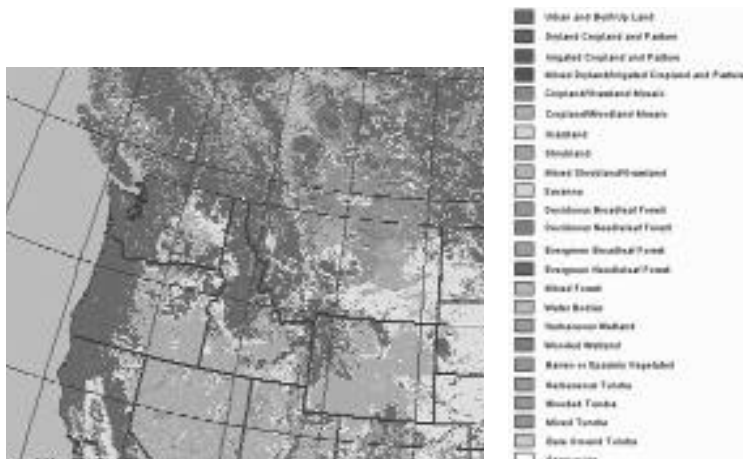 Urban and Built-Up Land
Dryland Cropland and Pasture
Irrigated Cropland and Pasture
Mixed Dryland/Irrigated Cropland and Pasture
Cropland/Grassland Mosaic
Cropland/Woodland Mosaic
Grassland
Shrubland
Mixed Shrubland/Grassland
Savanna
Deciduous Broadleaf Forest
Deciduous Needleleaf Forest
Evergreen Broadleaf Forest
Evergreen Needleleaf Forest
Mixed Forest
Water Bodies
Herbaceous Wetland
Wooded Wetland
Barren or Sparsely Vegetated
Herbaceous Tundra
Wooded Tundra
Mixed Tundra
Bare Ground Tundra